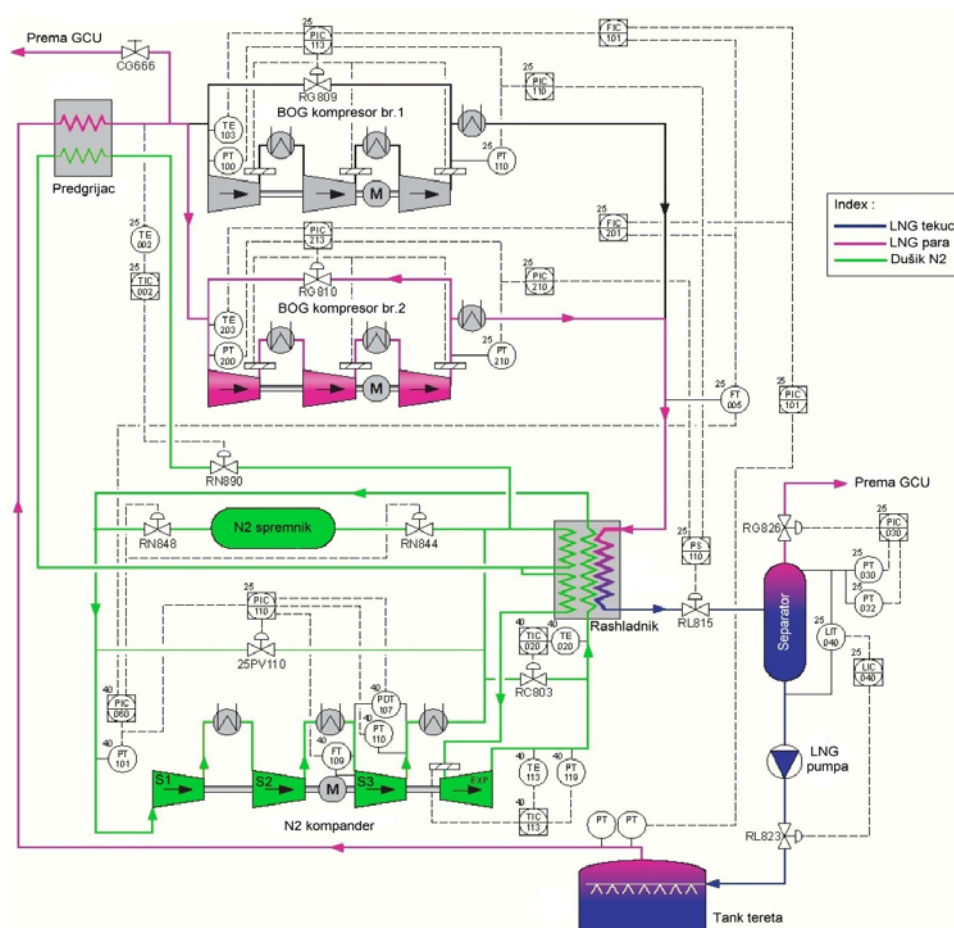 Prema GCU
CG666
25
PIC
113
FIC
101
RG809
25
PIC
110
BOG kompresor br.1
TE
103
PT
100
25
PT
110
M
Predgrijac
25
TE
002
25
TIC
002
Index :
LNG tekuc
LNG para
Dušik N2
25
PIC
213
25
FIC
201
RG810
25
PIC
210
BOG kompresor br.2
TE
203
PT
200
25
PT
210
M
25
FT
005
25
PIC
101
RN890
Prema GCU
N2 spremnik
RN848
RN844
25
PS
110
RG826
25
PIC
030
25
PT
030
25
PT
032
Separator
Rashladnik
RL815
25
LIT
040
25
LIC
040
25
PIC
110
25PV110
40
TIC
020
40
TE
020
RC803
40
PIC
060
40
PT
101
40
PDT
107
40
PT
110
40
FT
109
S1
S2
M
S3
EXP
40
TE
113
40
PT
119
40
TIC
113
N2 kompander
LNG
pumpa
RL823
PT
PT
Tank tereta